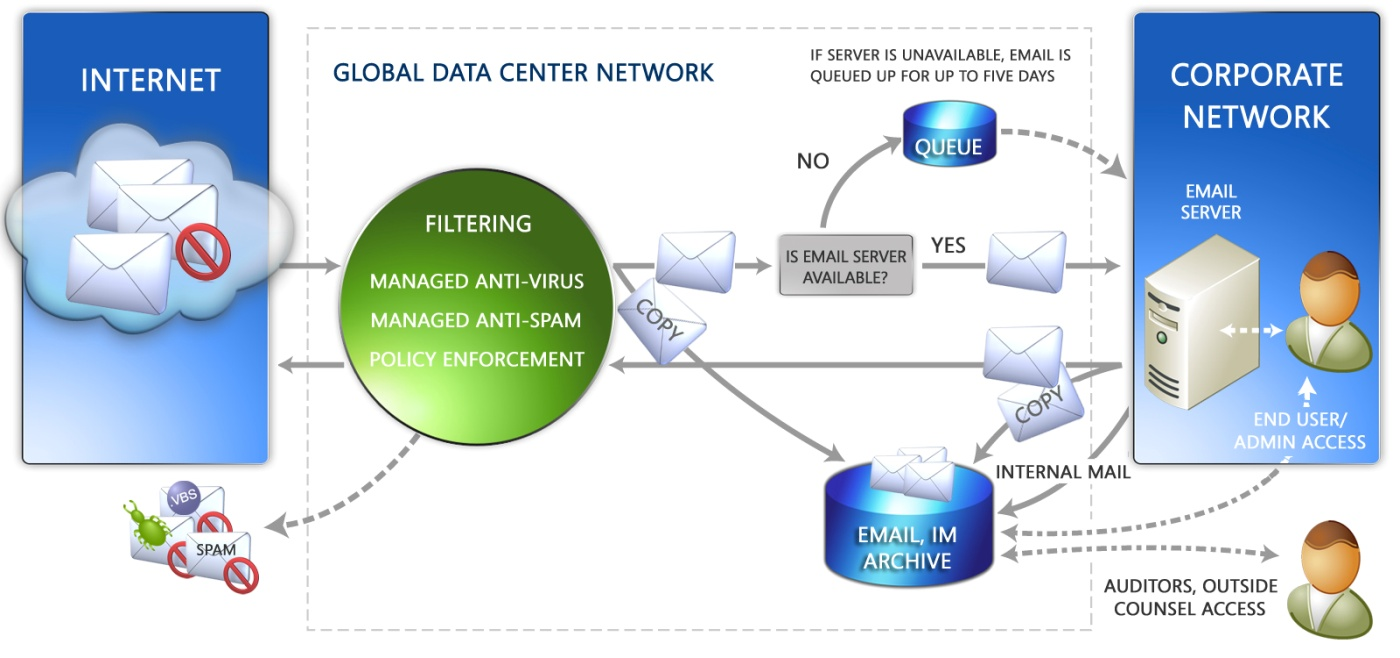 INTERNET
GLOBAL DATA CENTER NETWORK
IF SERVER IS UNAVAILABLE, EMAIL IS
QUEUED UP FOR UP TO FIVE DAYS
QUEUE
NO
CORPORATE
NETWORK
EMAIL
SERVER
FILTERING
MANAGED ANTI-VIRUS
MANAGED ANTI-SPAM
POLICY ENFORCEMENT
COPY
IS EMAIL SERVER
AVAILABLE?
YES
COPY
END USER/
ADMIN ACCESS
INTERNAL MAIL
EMAIL, IM
ARCHIVE
.VBS
SPAM
AUDITORS, OUTSIDE
COUNSEL ACCESS